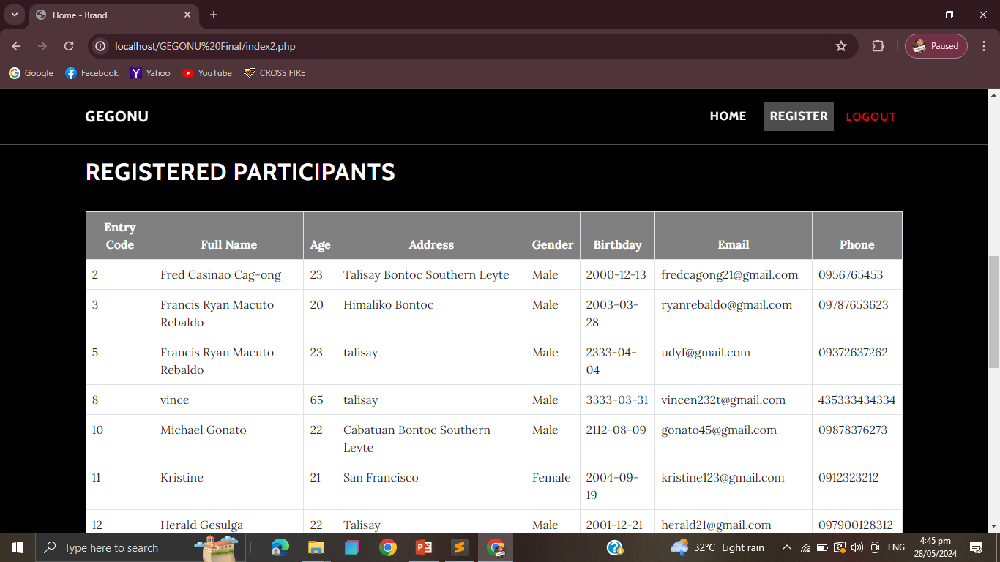 Home - Brand
localhost/GEGONU%20Final/index2.php
Paused
Google Facebook Yahoo YouTube CROSS FIRE
GEGONU HOME REGISTER LOGOUT
REGISTERED PARTICIPANTS
Entry
Code Full Name Age Address Gender Birthday Email Phone
2 Fred Casinao Cag-ong 23 Talisay Bontoc Southern Leyte Male 2000-12-13 fredcagong21@gmail.com 0956765453
3 Francis Ryan Macuto 20 Himaliko Bontoc Male 2003-03- ryanrebaldo@gmail.com 09787653623
Rebaldo 28
5 Francis Ryan Macuto 23 talisay Male 2333-04- udyf@gmail.com 09372637262
Rebaldo 04
8 vince 65 talisay Male 3333-03-31 vincen232t@gmail.com 435333434334
10 Michael Gonato 22 Cabatuan Bontoc Southern Male 2112-08-09 gonato45@gmail.com 09878376273
Leyte
11 Kristine 21 San Francisco Female 2004-09- kristine123@gmail.com 0912323212
19
12 Herald Gesulga 22 Talisay Male 2001-12-21 herald21@gmail.com 097900128312
Type here to search 32°C Light rain ENG 4:45 pm
28/05/2024